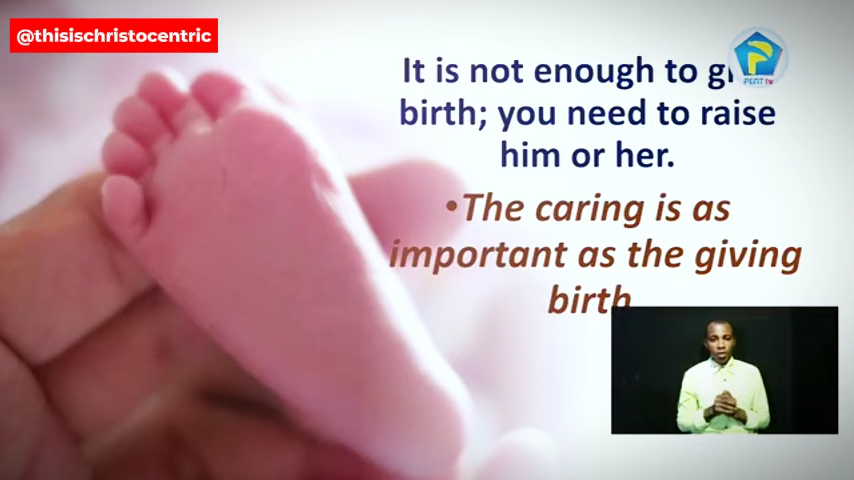 @thisischristocentric
PENT tv
It is not enough to gi
birth; you need to raise
him or her.
•The caring is as
important as the giving
birth